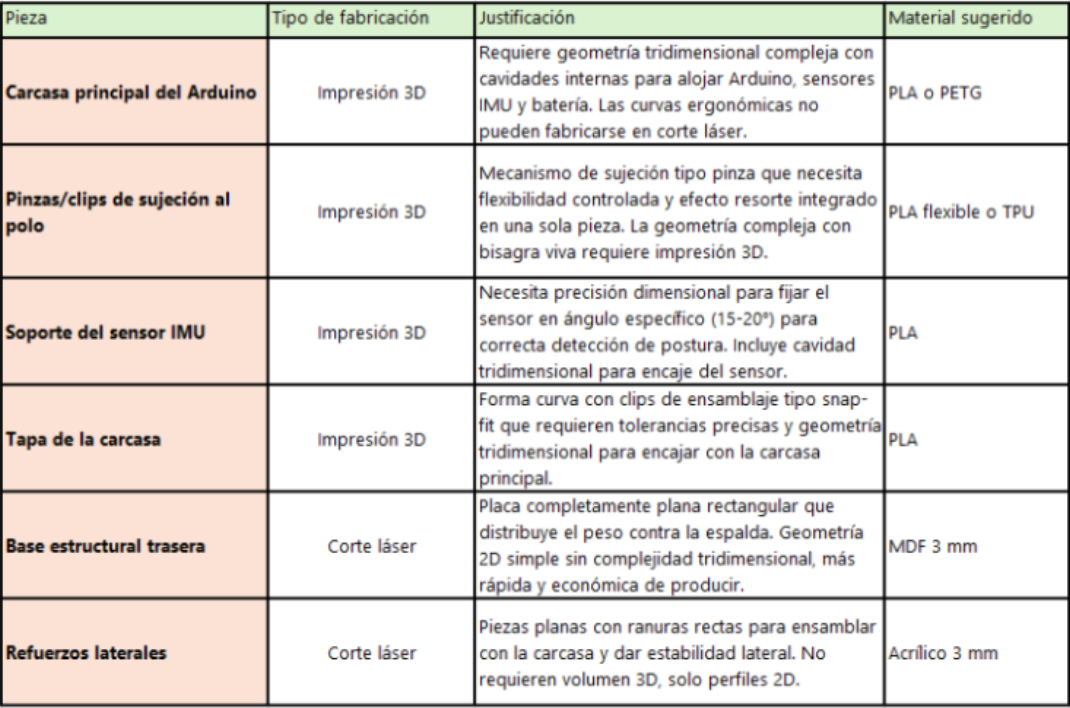 Pieza Tipo de fabricación Justificación Material sugerido
Carcasa principal del Arduino
Impresión 3D
Requiere geometría tridimensional compleja con
cavidades internas para alojar Arduino, sensores
IMU y batería. Las curvas ergonómicas no
pueden fabricarse en corte láser.
PLA o PETG
Pinzas/clips de sujeción al
polo
Impresión 3D
Mecanismo de sujeción tipo pinza que necesita
flexibilidad controlada y efecto resorte integrado
en una sola pieza. La geometría compleja con
bisagra viva requiere impresión 3D.
PLA flexible o TPU
Soporte del sensor IMU
Impresión 3D
Necesita precisión dimensional para fijar el
sensor en ángulo específico (15-20°) para
correcta detección de postura. Incluye cavidad
tridimensional para encaje del sensor.
PLA
Tapa de la carcasa
Impresión 3D
Forma curva con clips de ensamblaje tipo snap-
fit que requieren tolerancias precisas y geometría
tridimensional para encajar con la carcasa
principal.
PLA
Base estructural trasera
Corte láser
Placa completamente plana rectangular que
distribuye el peso contra la espalda. Geometría
2D simple sin complejidad tridimensional, más
rápida y económica de producir.
MDF 3 mm
Refuerzos laterales
Corte láser
Piezas planas con ranuras rectas para ensamblar
con la carcasa y dar estabilidad lateral. No
requieren volumen 3D, solo perfiles 2D.
Acrílico 3 mm